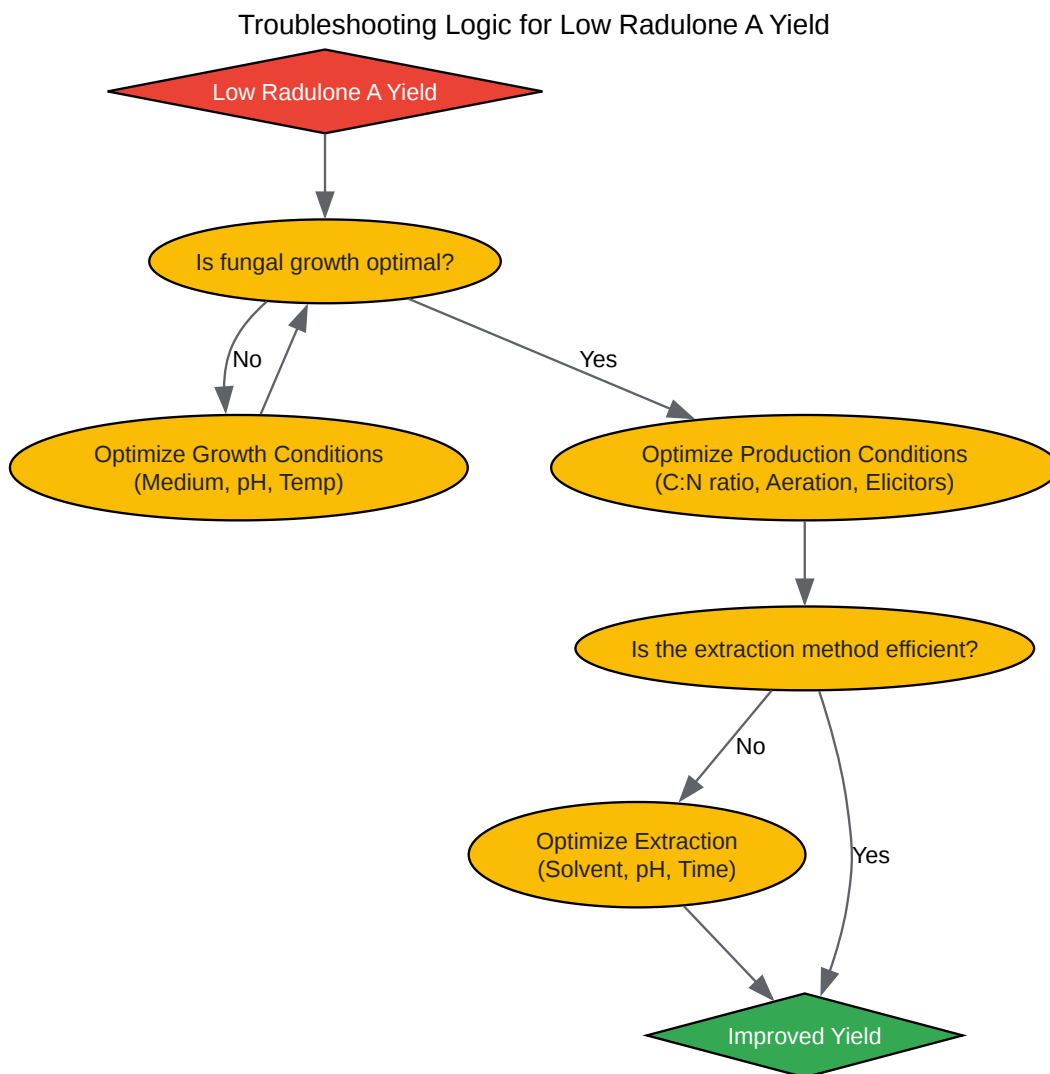 Troubleshooting Logic for Low Radulone A Yield
Low Radulone A Yield
Is fungal growth optimal?
No
Yes
Optimize Growth Conditions
(Medium, pH, Temp)
Optimize Production Conditions
(C:N ratio, Aeration, Elicitors)
Is the extraction method efficient?
No
Optimize Extraction
(Solvent, pH, Time)
Yes
Improved Yield